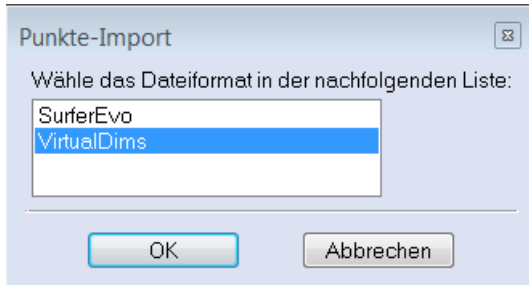 Punkte-Import
Wähle das Dateiformat in der nachfolgenden Liste:
SurferEvo
VirtualDims
OK
Abbrechen